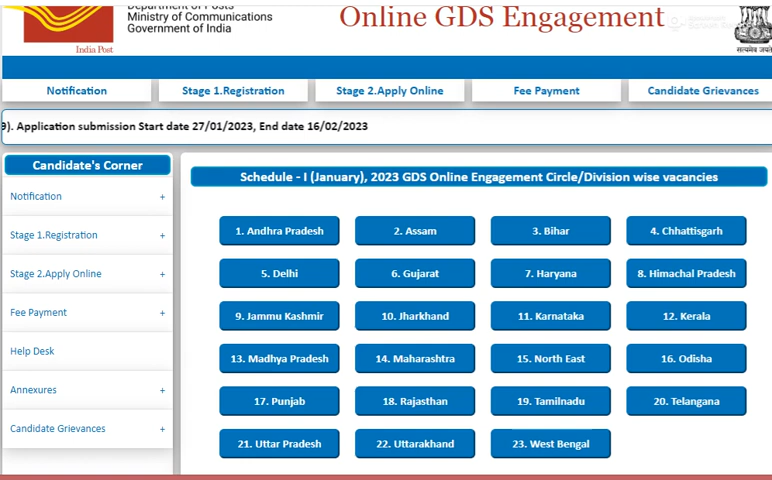 Department of Posts
Ministry of Communications
Government of India
India Post
Online GDS Engagement
सत्यमेव जयते
Notification
Stage 1.Registration
Stage 2.Apply Online
Fee Payment
Candidate Grievances
9). Application submission Start date 27/01/2023, End date 16/02/2023
Candidate's Corner
Notification +
Stage 1.Registration +
Stage 2.Apply Online +
Fee Payment +
Help Desk
Annexures +
Candidate Grievances +
Schedule - I (January), 2023 GDS Online Engagement Circle/Division wise vacancies
1. Andhra Pradesh
2. Assam
3. Bihar
4. Chhattisgarh
5. Delhi
6. Gujarat
7. Haryana
8. Himachal Pradesh
9. Jammu Kashmir
10. Jharkhand
11. Karnataka
12. Kerala
13. Madhya Pradesh
14. Maharashtra
15. North East
16. Odisha
17. Punjab
18. Rajasthan
19. Tamilnadu
20. Telangana
21. Uttar Pradesh
22. Uttarakhand
23. West Bengal